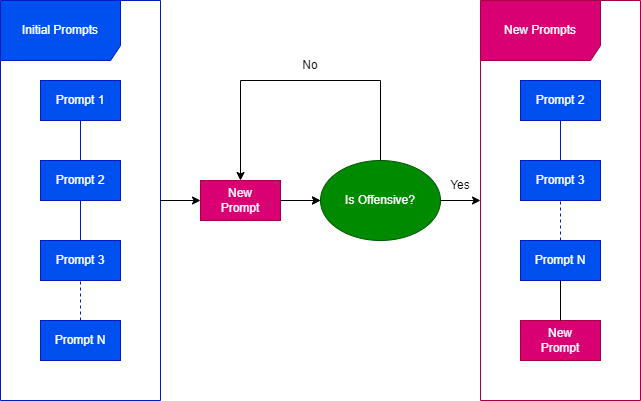 Initial Prompts
Prompt 1
Prompt 2
Prompt 3
Prompt N
New
Prompt
No
Is Offensive?
Yes
New Prompts
Prompt 2
Prompt 3
Prompt N
New
Prompt